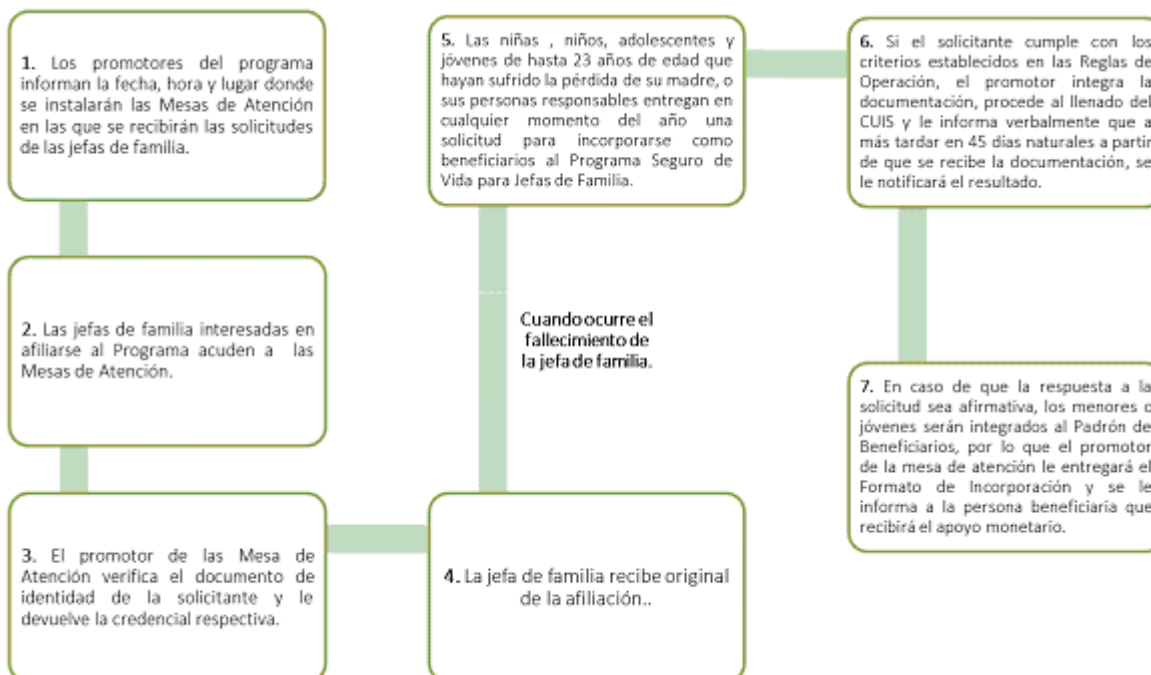 1. Los promotores del programa
informan la fecha, hora y lugar donde
se instalarán las Mesas de Atención
en las que se recibirán las solicitudes
de las jefas de familia.
2. Las jefas de familia interesadas en
afiliarse al Programa acuden a las
Mesas de Atención.
3. El promotor de las Mesa de
Atención verifica el documento de
identidad de la solicitante y le
devuelve la credencial respectiva.
4. La jefa de familia recibe original
de la afiliación..
Cuando ocurre el
fallecimiento de
la jefa de familia.
5. Las niñas , niños, adolescentes y
jóvenes de hasta 23 años de edad que
hayan sufrido la pérdida de su madre, o
sus personas responsables entregan en
cualquier momento del año una
solicitud para incorporarse como
beneficiarios al Programa Seguro de
Vida para Jefas de Familia.
6. Si el solicitante cumple con los
criterios establecidos en las Reglas de
Operación, el promotor integra la
documentación, procede al llenado del
CUIS y le informa verbalmente que a
más tardar en 45 dias naturales a partir
de que se recibe la documentación, se
le notificará el resultado.
7. En caso de que la respuesta a la
solicitud sea afirmativa, los menores o
jóvenes serán integrados al Padrón de
Beneficiarios, por lo que el promotor
de la mesa de atención le entregará el
Formato de Incorporación y se le
informa a la persona beneficiaria que
recibirá el apoyo monetario.